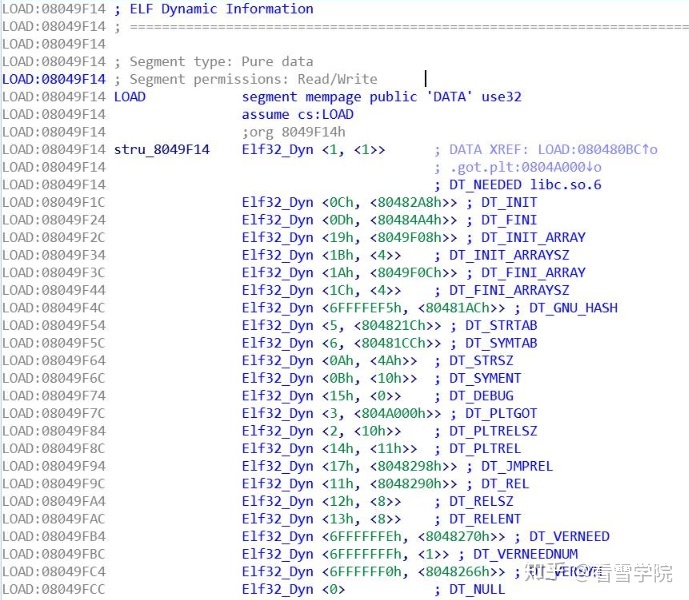 LOAD:08049F14 ; ELF Dynamic Information
LOAD:08049F14 ; ===============================================================
LOAD:08049F14
LOAD:08049F14 ; Segment type: Pure data
LOAD:08049F14 ; Segment permissions: Read/Write
LOAD:08049F14 LOAD segment mempage public 'DATA' use32
LOAD:08049F14 assume cs:LOAD
LOAD:08049F14 ;org 8049F14h
LOAD:08049F14 stru_8049F14 Elf32_Dyn <1, <1>> ; DATA XREF: LOAD:080480BC↑o
LOAD:08049F14 ; .got.plt:0804A000↓o
LOAD:08049F14 ; DT_NEEDED libc.so.6
LOAD:08049F1C Elf32_Dyn <0Ch, <80482A8h>> ; DT_INIT
LOAD:08049F24 Elf32_Dyn <0Dh, <80484A4h>> ; DT_FINI
LOAD:08049F2C Elf32_Dyn <19h, <8049F08h>> ; DT_INIT_ARRAY
LOAD:08049F34 Elf32_Dyn <1Bh, <4>> ; DT_INIT_ARRAYSZ
LOAD:08049F3C Elf32_Dyn <1Ah, <8049F0Ch>> ; DT_FINI_ARRAY
LOAD:08049F44 Elf32_Dyn <1Ch, <4>> ; DT_FINI_ARRAYSZ
LOAD:08049F4C Elf32_Dyn <6FFFFEF5h, <80481ACh>> ; DT_GNU_HASH
LOAD:08049F54 Elf32_Dyn <5, <804821Ch>> ; DT_STRTAB
LOAD:08049F5C Elf32_Dyn <6, <80481CCh>> ; DT_SYMTAB
LOAD:08049F64 Elf32_Dyn <0Ah, <4Ah>> ; DT_STRSZ
LOAD:08049F6C Elf32_Dyn <0Bh, <10h>> ; DT_SYMENT
LOAD:08049F74 Elf32_Dyn <15h, <0>> ; DT_DEBUG
LOAD:08049F7C Elf32_Dyn <3, <804A000h>> ; DT_PLTGOT
LOAD:08049F84 Elf32_Dyn <2, <10h>> ; DT_PLTRELSZ
LOAD:08049F8C Elf32_Dyn <14h, <11h>> ; DT_PLTREL
LOAD:08049F94 Elf32_Dyn <17h, <8048298h>> ; DT_JMPREL
LOAD:08049F9C Elf32_Dyn <11h, <8048290h>> ; DT_REL
LOAD:08049FA4 Elf32_Dyn <12h, <8>> ; DT_RELSZ
LOAD:08049FAC Elf32_Dyn <13h, <8>> ; DT_RELENT
LOAD:08049FB4 Elf32_Dyn <6FFFFFFEh, <8048270h>> ; DT_VERNEED
LOAD:08049FBC Elf32_Dyn <6FFFFFFFh, <1>> ; DT_VERNEEDNUM
LOAD:08049FC4 Elf32_Dyn <6FFFFFF0h, <8048266h>> ; DT_VERSYM
知乎 @看雪学院
LOAD:08049FCC Elf32_Dyn <0> ; DT_NULL